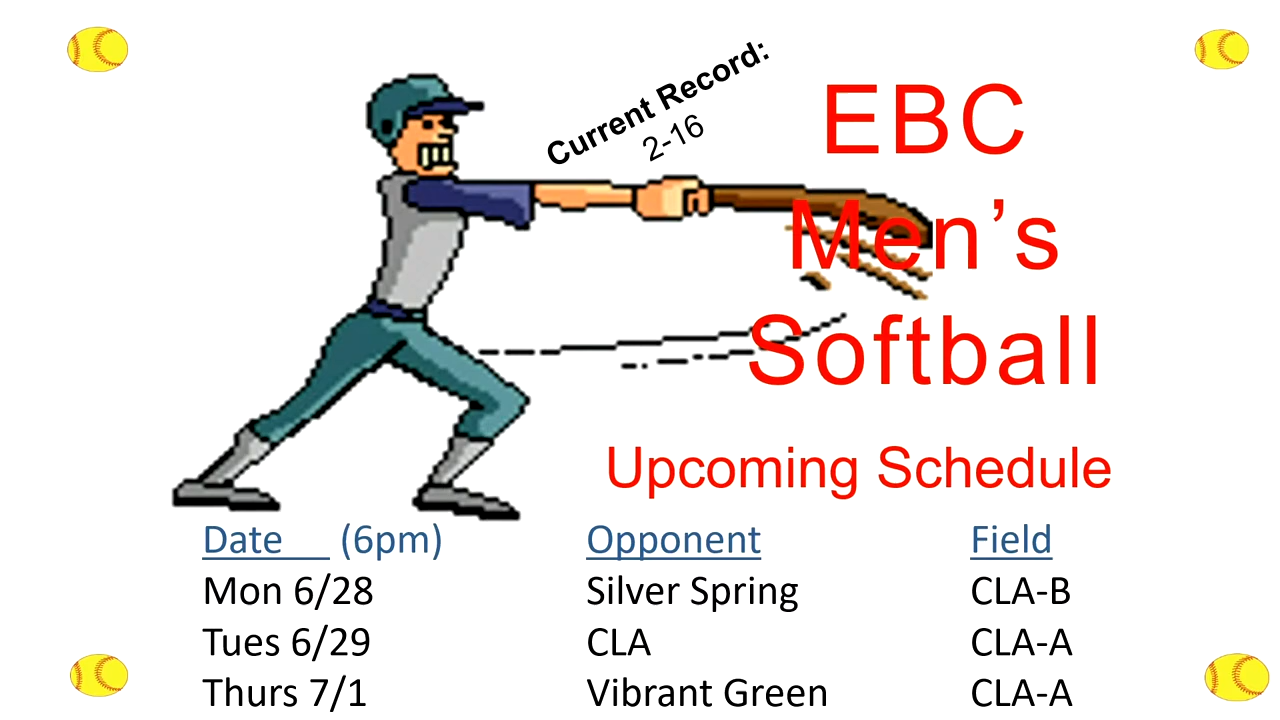 Current Record:
2-16
EBC
Men’s
Softball
Upcoming Schedule
Date (6pm) Opponent Field
Mon 6/28 Silver Spring CLA-B
Tues 6/29 CLA CLA-A
Thurs 7/1 Vibrant Green CLA-A